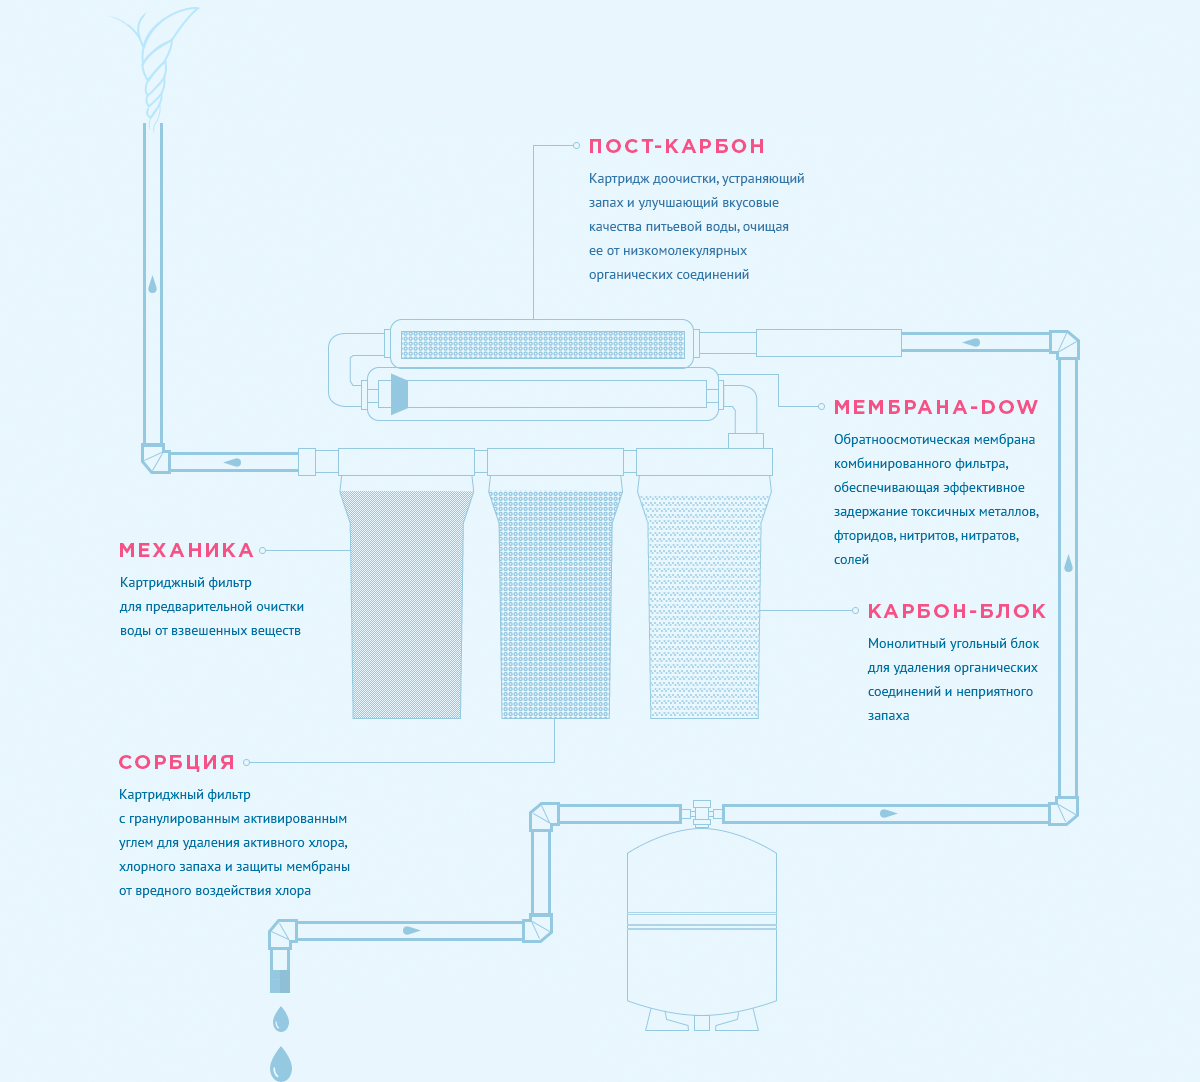 ПОСТ-КАРБОН
Картридж доочистки, устраняющий
запах и улучшающий вкусовые
качества питьевой воды, очищая
ее от низкомолекулярных
органических соединений
МЕМБРАНА-DOW
Обратноосмотическая мембрана
комбинированного фильтра,
обеспечивающая эффективное
задержание токсичных металлов,
фторидов, нитритов, нитратов,
солей
МЕХАНИКА
Картриджный фильтр
для предварительной очистки
воды от взвешенных веществ
КАРБОН-БЛОК
Монолитный угольный блок
для удаления органических
соединений и неприятного
запаха
СОРБЦИЯ
Картриджный фильтр
с гранулированным активированным
углем для удаления активного хлора,
хлорного запаха и защиты мембраны
от вредного воздействия хлора